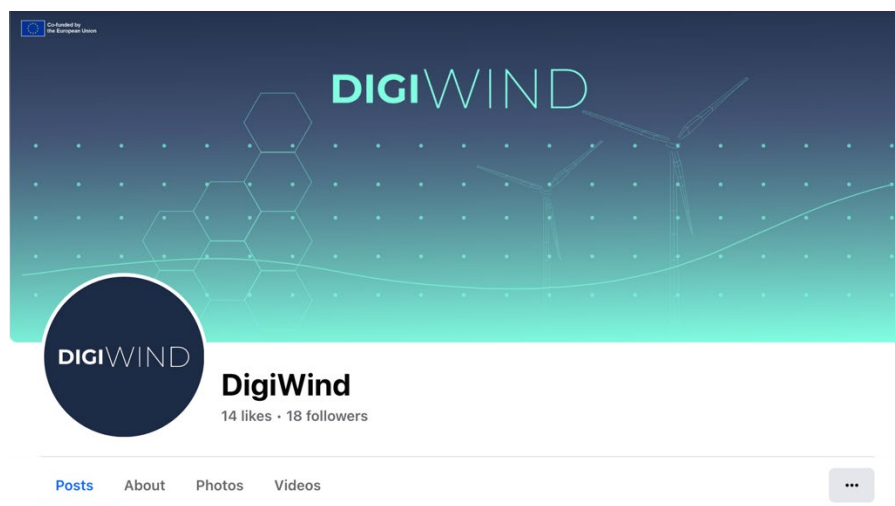 Co-funded by
the European Union
DIGIWIND
DIGIWIND
DigiWind
14 likes · 18 followers
Posts About Photos Videos